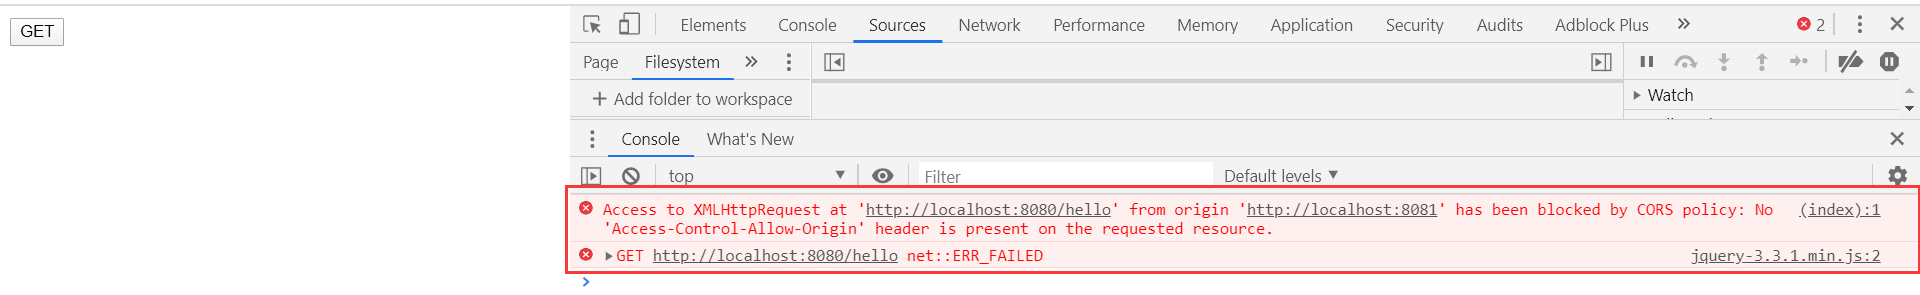 GET
Elements Console Sources Network Performance Memory Application Security Audits Adblock Plus » 2
Page Filesystem »
+ Add folder to workspace
Watch
Console What's New
top Filter Default levels
Access to XMLHttpRequest at 'http://localhost:8080/hello' from origin 'http://localhost:8081' has been blocked by CORS policy: No (index):1
'Access-Control-Allow-Origin' header is present on the requested resource.
GET http://localhost:8080/hello net::ERR_FAILED jquery-3.3.1.min.js:2